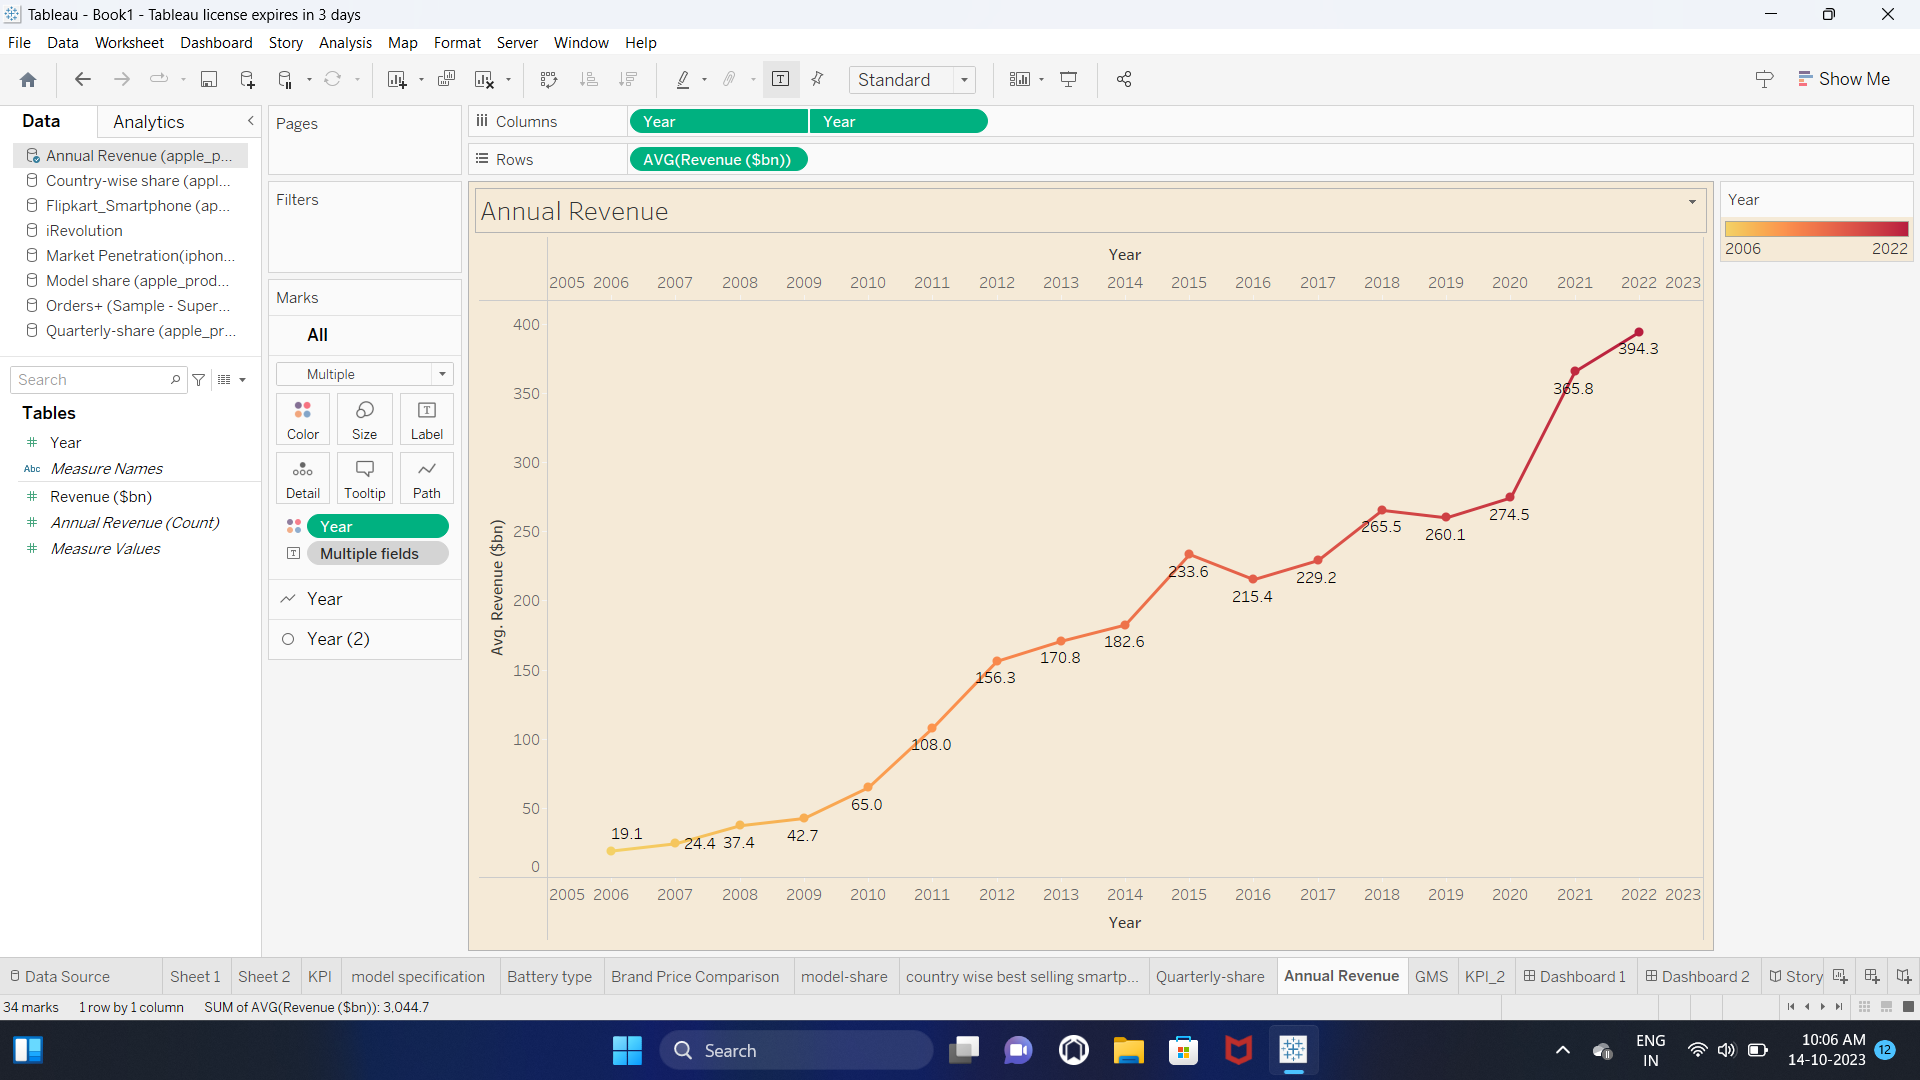 Tableau - Book1 - Tableau license expires in 3 days
File Data Worksheet Dashboard Story Analysis Map Format Server Window Help
Standard
Show Me
Data Analytics
Annual Revenue (apple_p...
Country-wise share (appl...
Flipkart_Smartphone (ap...
iRevolution
Market Penetration(iphon...
Model share (apple_prod...
Orders+ (Sample - Super...
Quarterly-share (apple_pr...
Search
Tables
Year
Abc Measure Names
Revenue ($bn)
Annual Revenue (Count)
Measure Values
Pages
Filters
Marks
All
Multiple
Color Size Label
T
Detail Tooltip Path
Year
T Multiple fields
Year
Year (2)
Columns Year Year
Rows AVG(Revenue ($bn))
Annual Revenue
Year
2005 2006 2007 2008 2009 2010 2011 2012 2013 2014 2015 2016 2017 2018 2019 2020 2021 2022 2023
400
350
300
250
200
150
100
50
0
Avg. Revenue ($bn)
19.1
24.4
37.4
42.7
65.0
108.0
156.3
170.8
182.6
233.6
215.4
229.2
265.5
260.1
274.5
365.8
394.3
2005 2006 2007 2008 2009 2010 2011 2012 2013 2014 2015 2016 2017 2018 2019 2020 2021 2022 2023
Year
Year
2006 2022
Data Source Sheet 1 Sheet 2 KPI model specification Battery type Brand Price Comparison model-share country wise best selling smartp... Quarterly-share Annual Revenue GMS KPI_2 Dashboard 1 Dashboard 2 Story
34 marks 1 row by 1 column SUM of AVG(Revenue ($bn)): 3,044.7
Search
ENG
IN
10:06 AM
14-10-2023
12